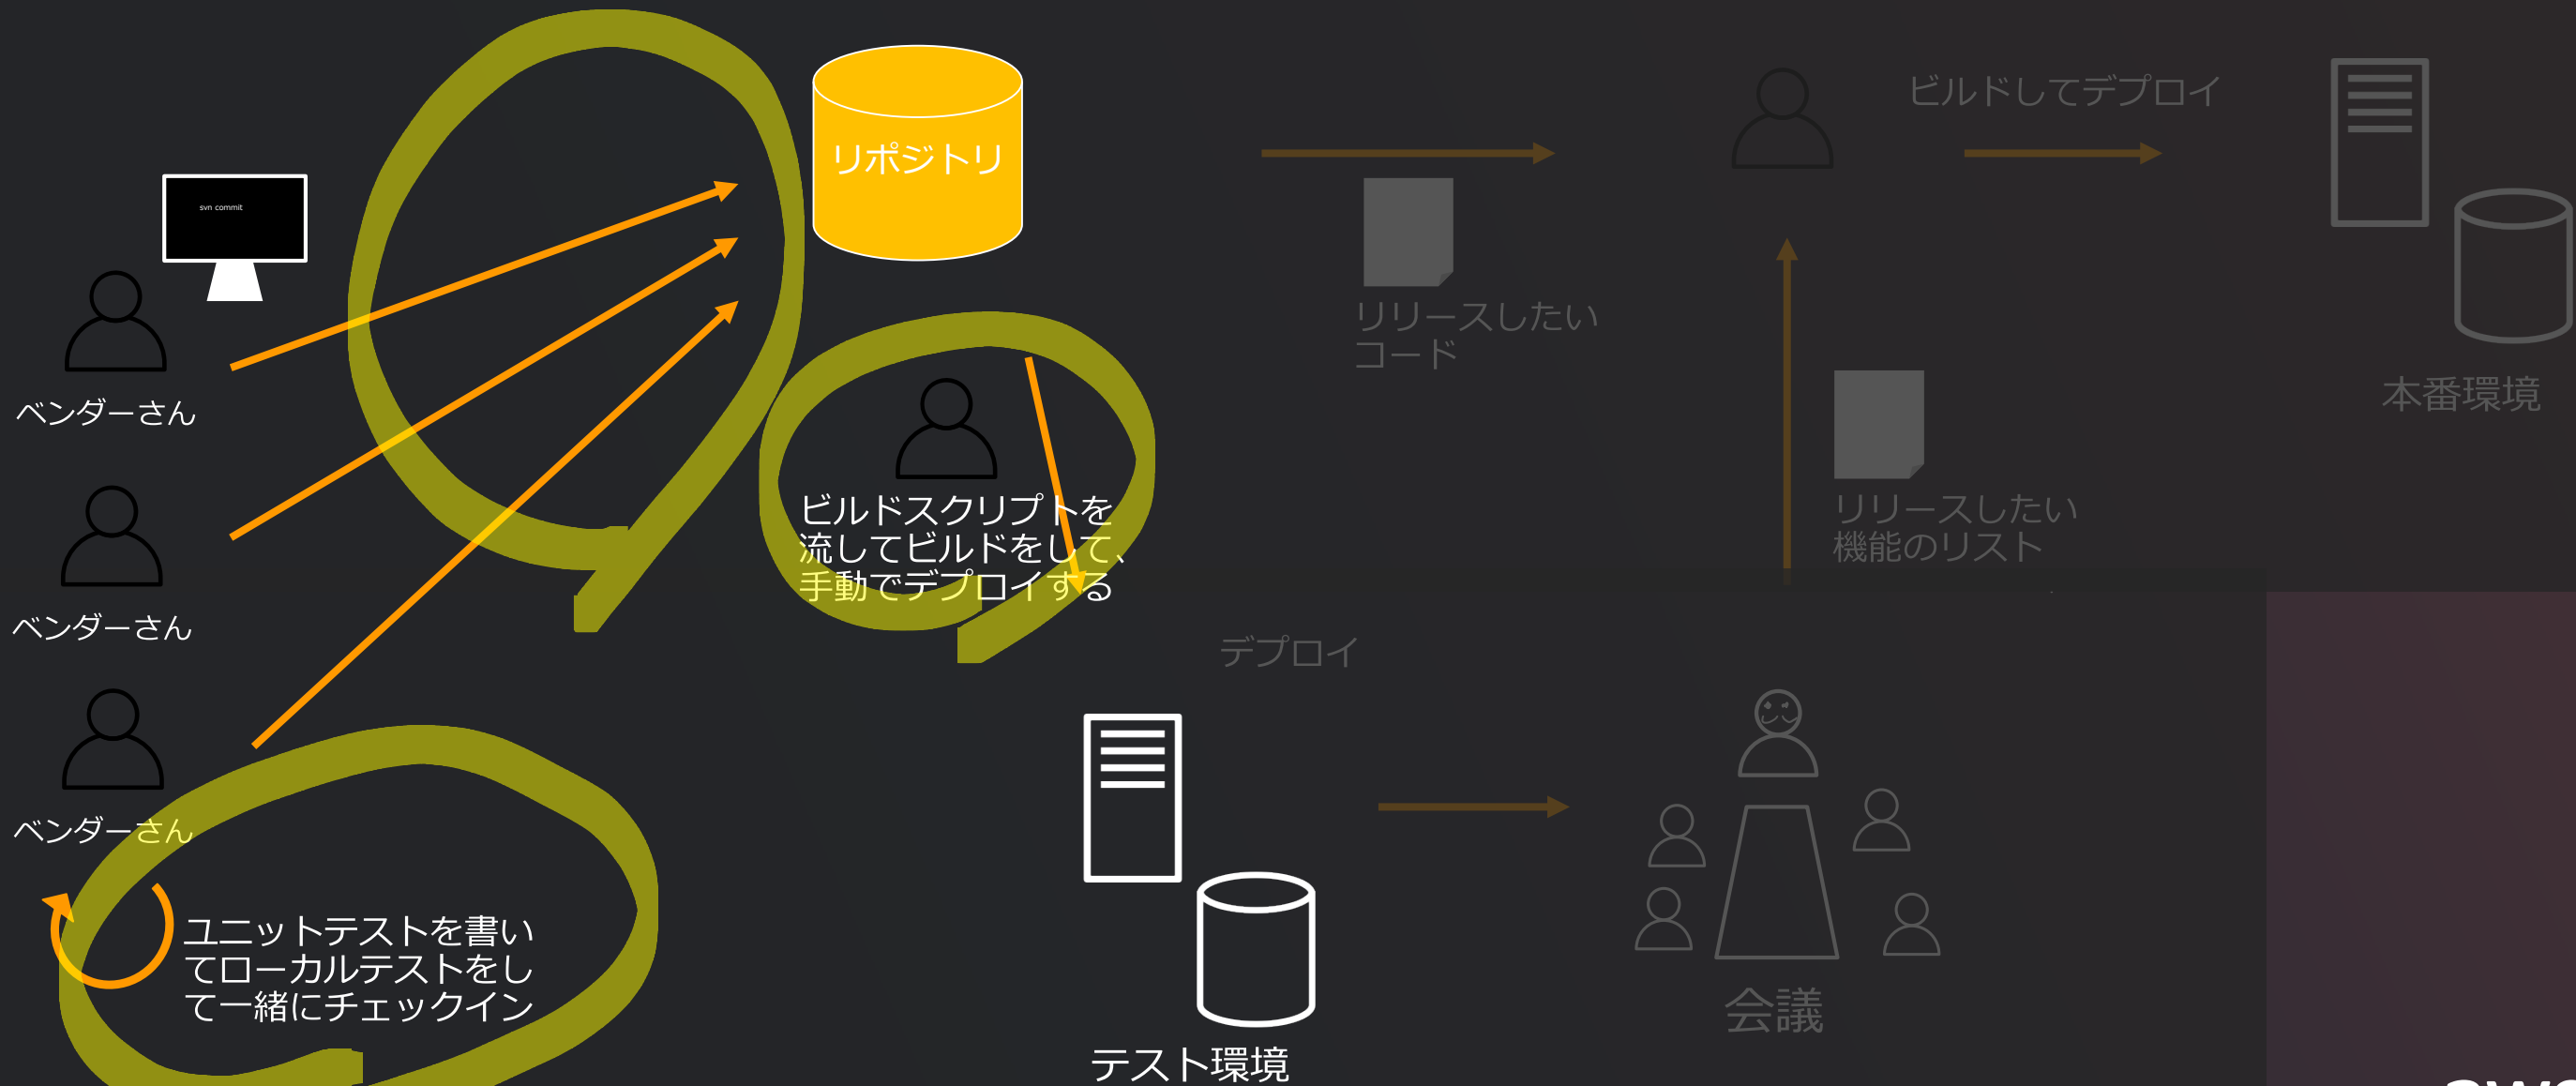 svn commit
リポジトリ
ベンダーさん
ベンダーさん
ベンダーさん
ユニットテストを書い
てローカルテストをし
て一緒にチェックイン
ビルドスクリプトを
流してビルドをして、
手動でデプロイする
デプロイ
テスト環境
リリースしたい
コード
ビルドしてデプロイ
リリースしたい
機能のリスト
会議
本番環境